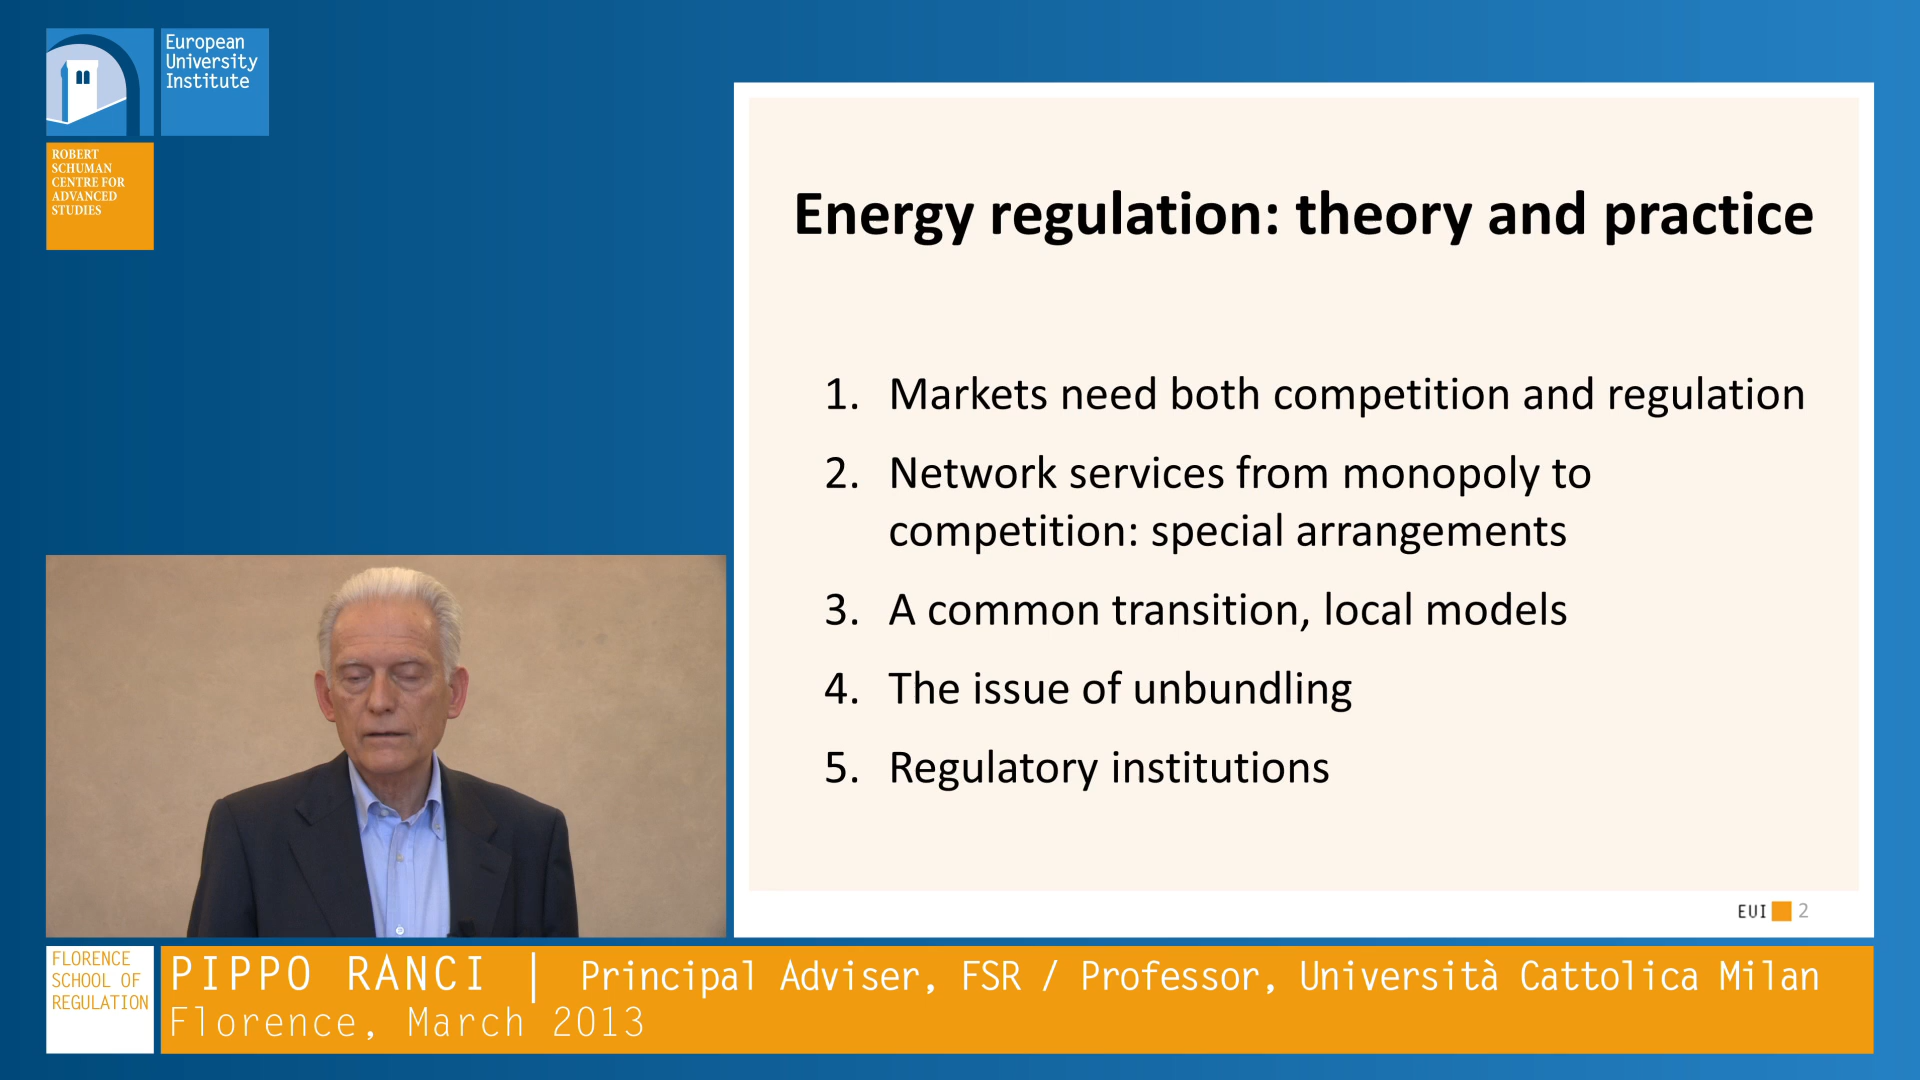 European
University
Institute
ROBERT
SCHUMAN
CENTRE FOR
ADVANCED
STUDIES
Energy regulation: theory and practice
1. Markets need both competition and regulation
2. Network services from monopoly to
competition: special arrangements
3. A common transition, local models
4. The issue of unbundling
5. Regulatory institutions
EUI 2
FLORENCE
SCHOOL OF
REGULATION
PIPPO RANCI | Principal Adviser, FSR / Professor, Università Cattolica Milan
Florence, March 2013